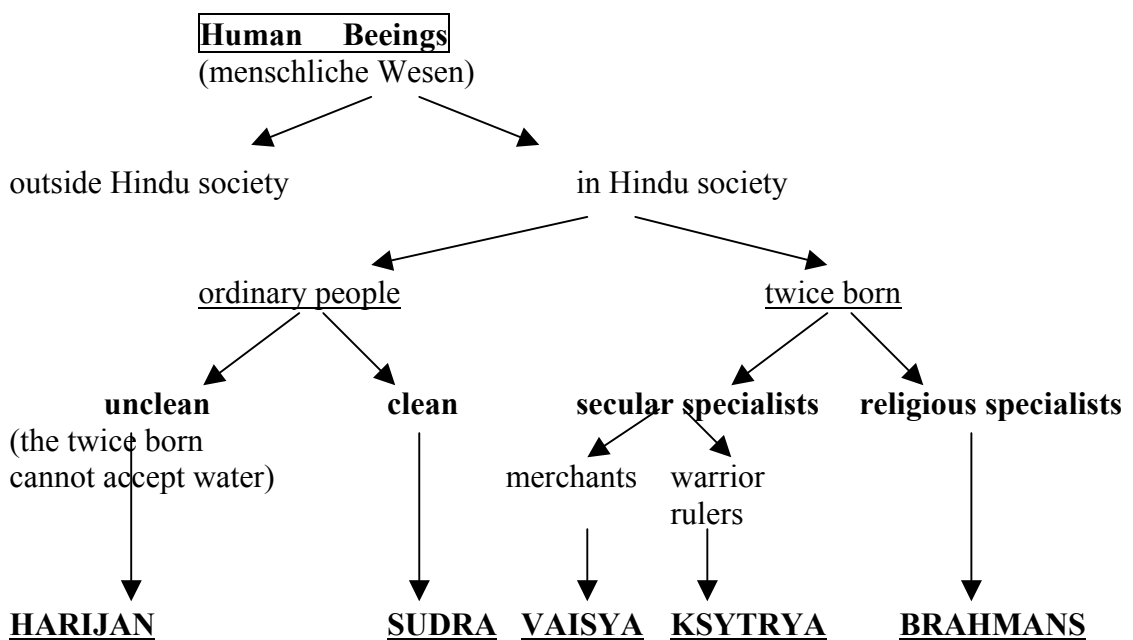 Human Beeings
(menschliche Wesen)
outside Hindu society
in Hindu society
ordinary people
twice born
unclean
clean
secular specialists
religious specialists
(the twice born
cannot accept water)
merchants
warrior
rulers
HARIJAN
SUDRA
VAISYA
KSYTRYA
BRAHMANS